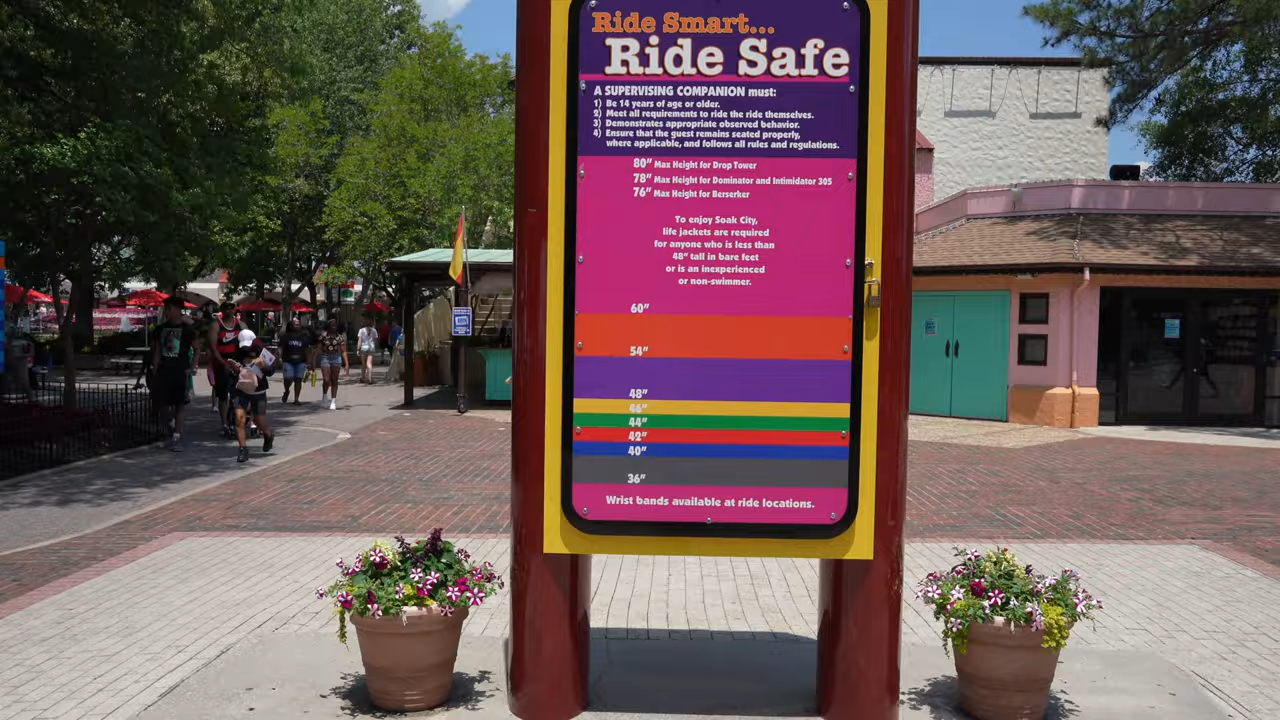 Ride Smart...
Ride Safe
A SUPERVISING COMPANION must:
1) Be 14 years of age or older.
2) Meet all requirements to ride the ride themselves.
3) Demonstrates appropriate observed behavior.
4) Ensure that the guest remains seated properly,
where applicable, and follows all rules and regulations.
80" Max Height for Drop Tower
78" Max Height for Dominator and Intimidator 305
76" Max Height for Berserker
To enjoy Soak City,
life jackets are required
for anyone who is less than
48" tall in bare feet
or is an inexperienced
or non-swimmer.
60"
54"
48"
46"
44"
42"
40"
36"
Wrist bands available at ride locations.